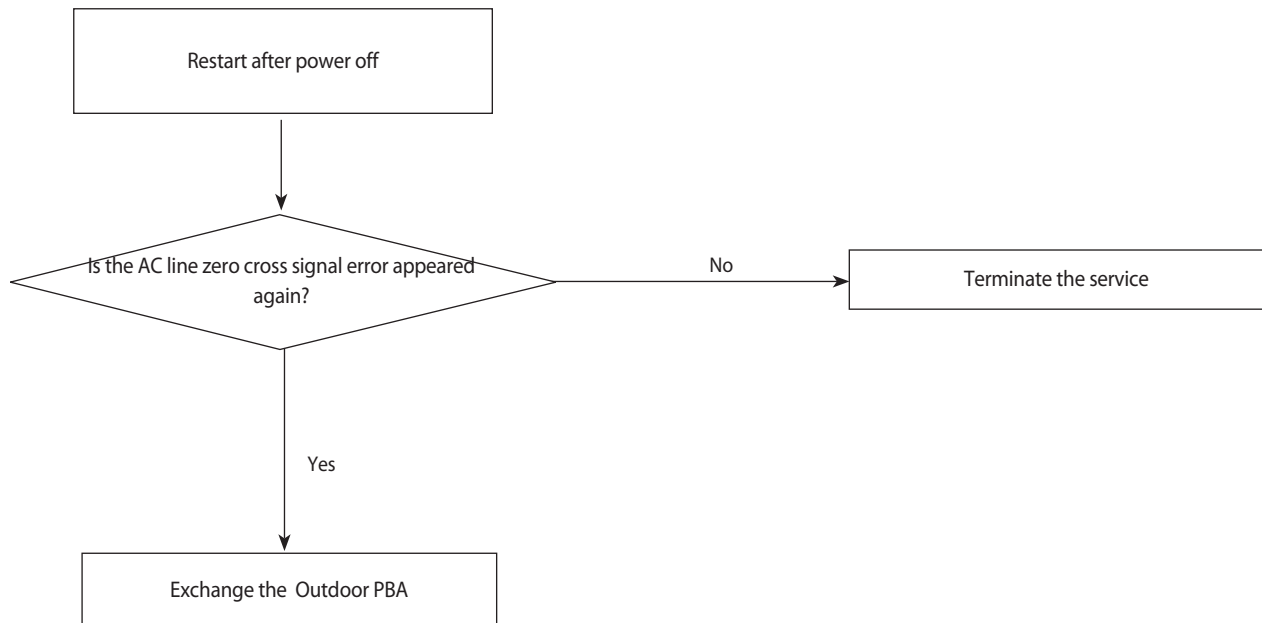 Restart after power off
Is the AC line zero cross signal error appeared
again?
No
Terminate the service
Yes
Exchange the Outdoor PBA